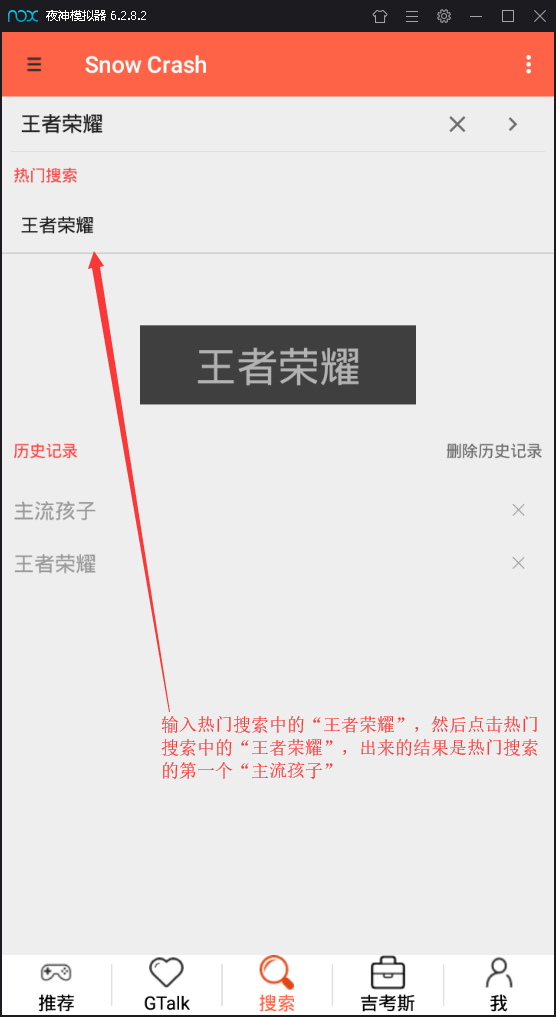 nox 夜神模拟器 6.2.8.2
Snow Crash
王者荣耀
热门搜索
王者荣耀
王者荣耀
历史记录 删除历史记录
主流孩子
王者荣耀
输入热门搜索中的“王者荣耀”，然后点击热门
搜索中的“王者荣耀”，出来的结果是热门搜索
的第一个“主流孩子”
推荐 GTalk 搜索 吉考斯 我